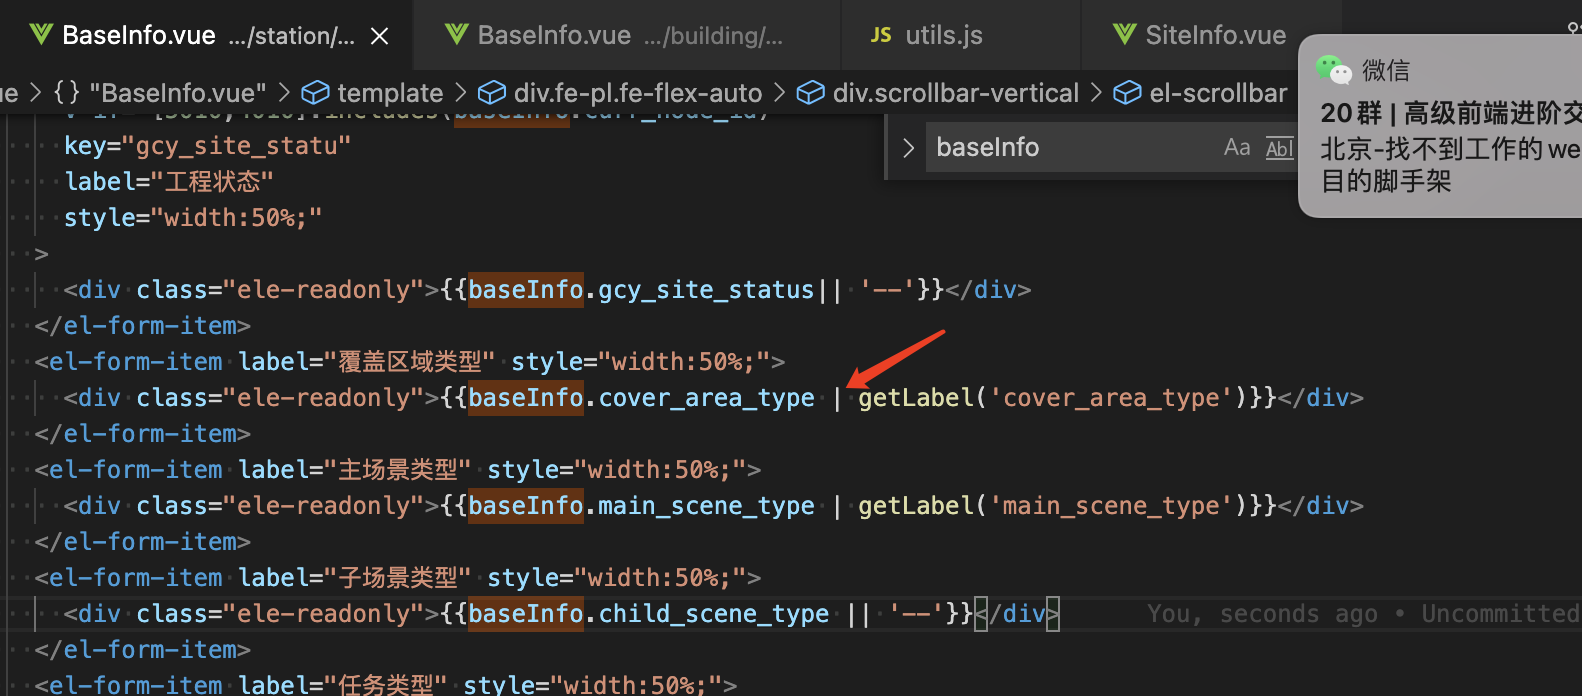 BaseInfo.vue .../station/... ×
BaseInfo.vue .../building/...
JS utils.js
SiteInfo.vue
ue > {} "BaseInfo.vue" > template > div.fe-pl.fe-flex-auto > div.scrollbar-vertical > el-scrollbar
key="gcy_site_statu"
> baseInfo Aa Abl
微信
20 群 | 高级前端进阶交
北京-找不到工作的we
目的脚手架
label="工程状态"
style="width:50%;"
>
<div class="ele-readonly">{{baseInfo.gcy_site_status|| '--'}}</div>
</el-form-item>
<el-form-item label="覆盖区域类型" style="width:50%;">
<div class="ele-readonly">{{baseInfo.cover_area_type | getLabel('cover_area_type')}}</div>
</el-form-item>
<el-form-item label="主场景类型" style="width:50%;">
<div class="ele-readonly">{{baseInfo.main_scene_type | getLabel('main_scene_type')}}</div>
</el-form-item>
<el-form-item label="子场景类型" style="width:50%;">
<div class="ele-readonly">{{baseInfo.child_scene_type || '--'}}</div> You, seconds ago • Uncommitted
</el-form-item>
<el-form-item label="任务类型" style="width:50%;">